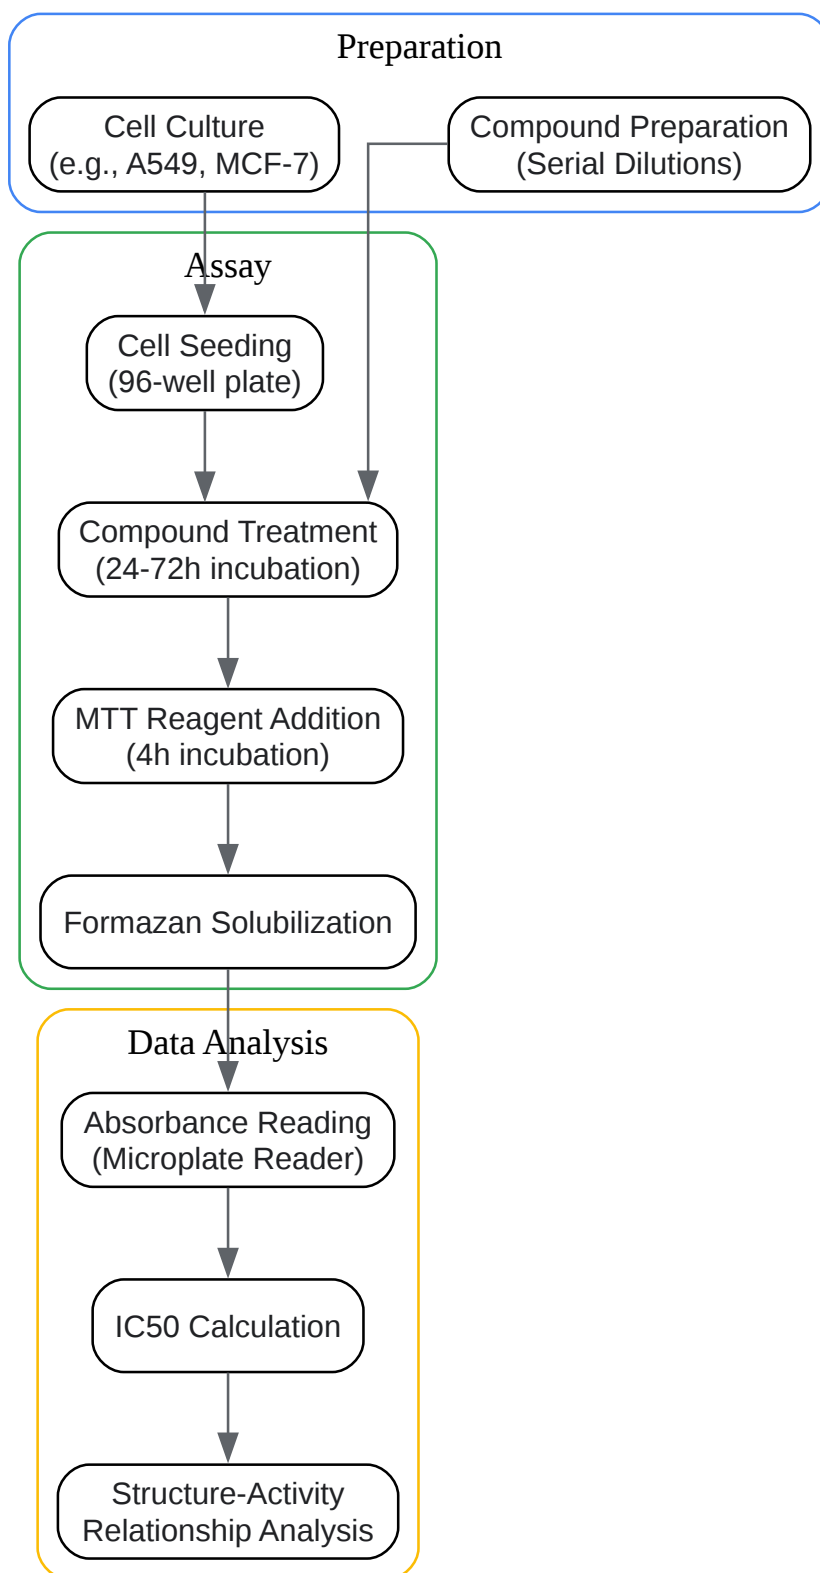 Preparation
Cell Culture
(e.g., A549, MCF-7)
Compound Preparation
(Serial Dilutions)
Assay
Cell Seeding
(96-well plate)
Compound Treatment
(24-72h incubation)
MTT Reagent Addition
(4h incubation)
Formazan Solubilization
Data Analysis
Absorbance Reading
(Microplate Reader)
IC50 Calculation
Structure-Activity
Relationship Analysis